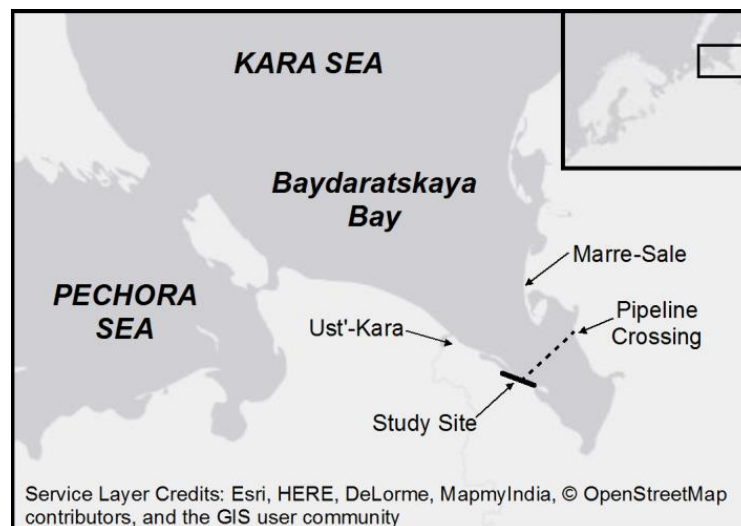 KARA SEA
Baydaratskaya
Bay
Marre-Sale
PECHORA
SEA
Pipeline
Crossing
Ust'-Kara
Study Site
Service Layer Credits: Esri, HERE, DeLorme, MapmyIndia, © OpenStreetMap
contributors, and the GIS user community